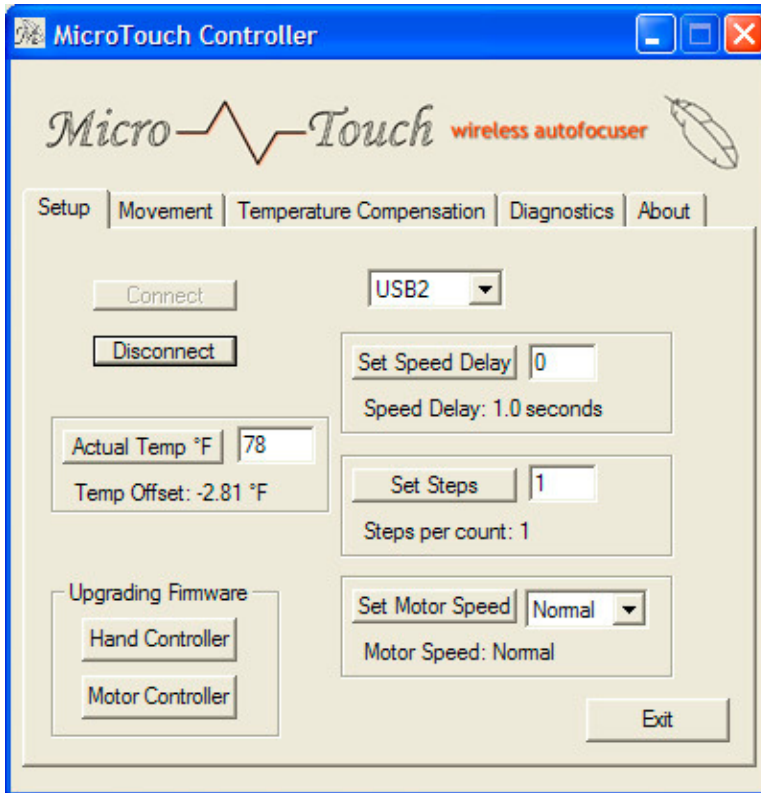 MicroTouch Controller
Micro Touch wireless autofocuser
Setup Movement Temperature Compensation Diagnostics About
Connect
USB2
Disconnect
Set Speed Delay 0
Speed Delay: 1.0 seconds
Actual Temp °F 78
Temp Offset: -2.81 °F
Set Steps 1
Steps per count: 1
Upgrading Firmware
Hand Controller
Motor Controller
Set Motor Speed Normal
Motor Speed: Normal
Exit